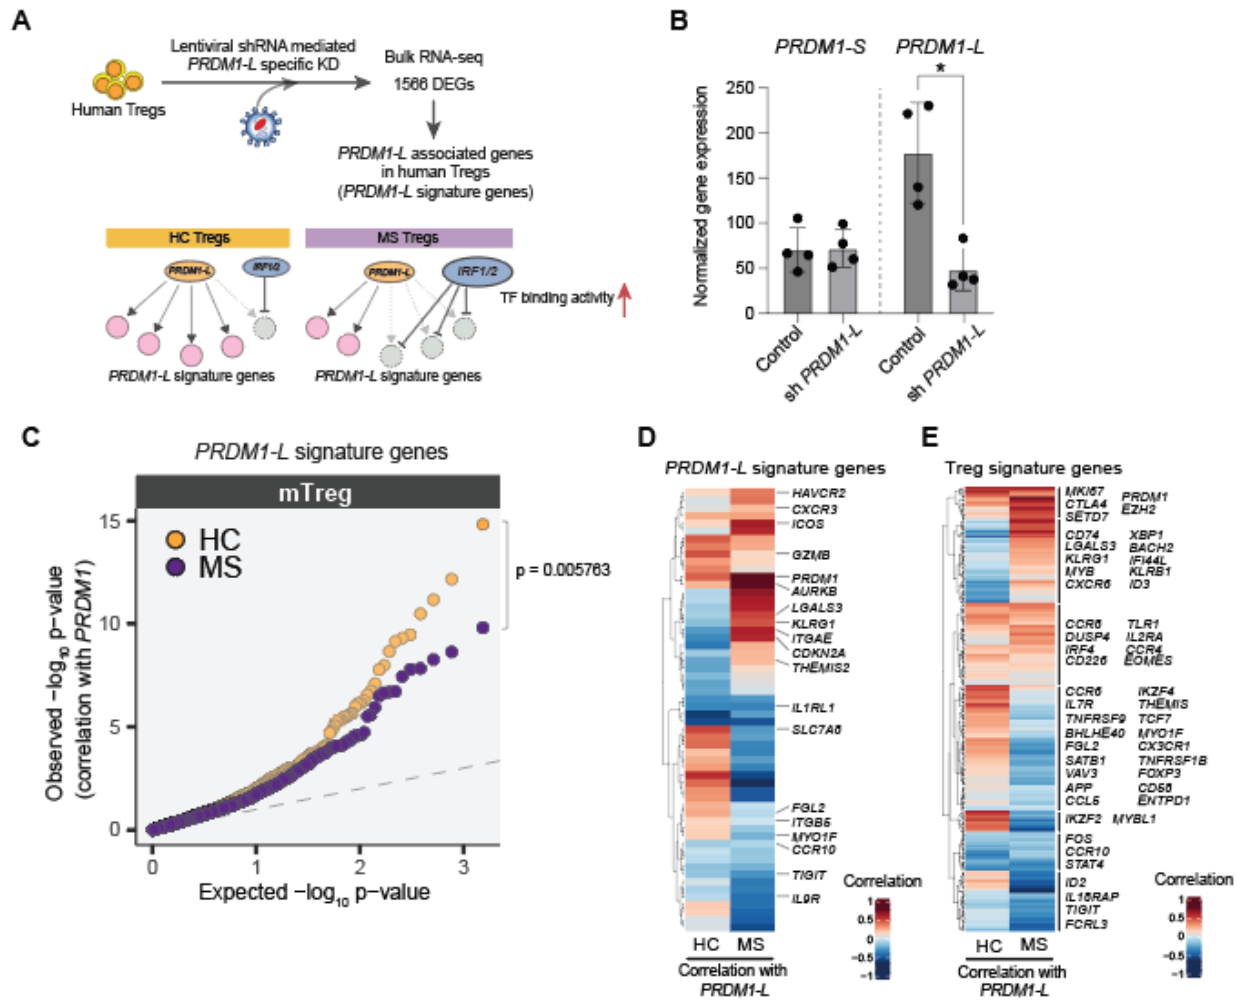 A
Lentiviral shRNA mediated
PRDM1-L specific KD
Human Tregs
Bulk RNA-seq
1566 DEGs
PRDM1-L associated genes
in human Tregs
(PRDM1-L signature genes)
HC Tregs
MS Tregs
PRDM1-L
IRF1/2
PRDM1-L
IRF1/2
TF binding activity
PRDM1-L signature genes
PRDM1-L signature genes
B
PRDM1-S
PRDM1-L
*
Normalized gene expression
250
200
150
100
50
0
Control
sh PRDM1-L
Control
sh PRDM1-L
C
PRDM1-L signature genes
mTreg
HC
MS
p = 0.005763
Observed −log10 p-value
(correlation with PRDM1)
15
10
5
0
0
1
2
3
Expected −log10 p-value
D
PRDM1-L signature genes
HAVCR2
CXCR3
ICOS
GZMB
PRDM1
AURKB
LGALS3
KLRG1
ITGAE
CDKN2A
THEMIS2
IL1RL1
SLC7A6
FGL2
ITGB5
MYO1F
CCR10
TIGIT
IL9R
HC
MS
Correlation with
PRDM1-L
Correlation
1
0.5
0
−0.5
−1
E
Treg signature genes
MKI67
PRDM1
CTLA4
EZH2
SETD7
CD74 XBP1
LGALS3 BACH2
KLRG1 IFI44L
MYB KLRB1
CXCR6 ID3
CCR8 TLR1
DUSP4 IL2RA
IRF4 CCR4
CD226 EOMES
CCR6 IKZF4
IL7R THEMIS
TNFRSF9 TCF7
BHLHE40 MYO1F
FGL2 CX3CR1
SATB1 TNFRSF1B
VAV3 FOXP3
APP CD58
CCL5 ENTPD1
IKZF2 MYBL1
FOS
CCR10
STAT4
ID2
IL18RAP
TIGIT
FCRL3
HC
MS
Correlation with
PRDM1-L
Correlation
1
0.5
0
−0.5
−1